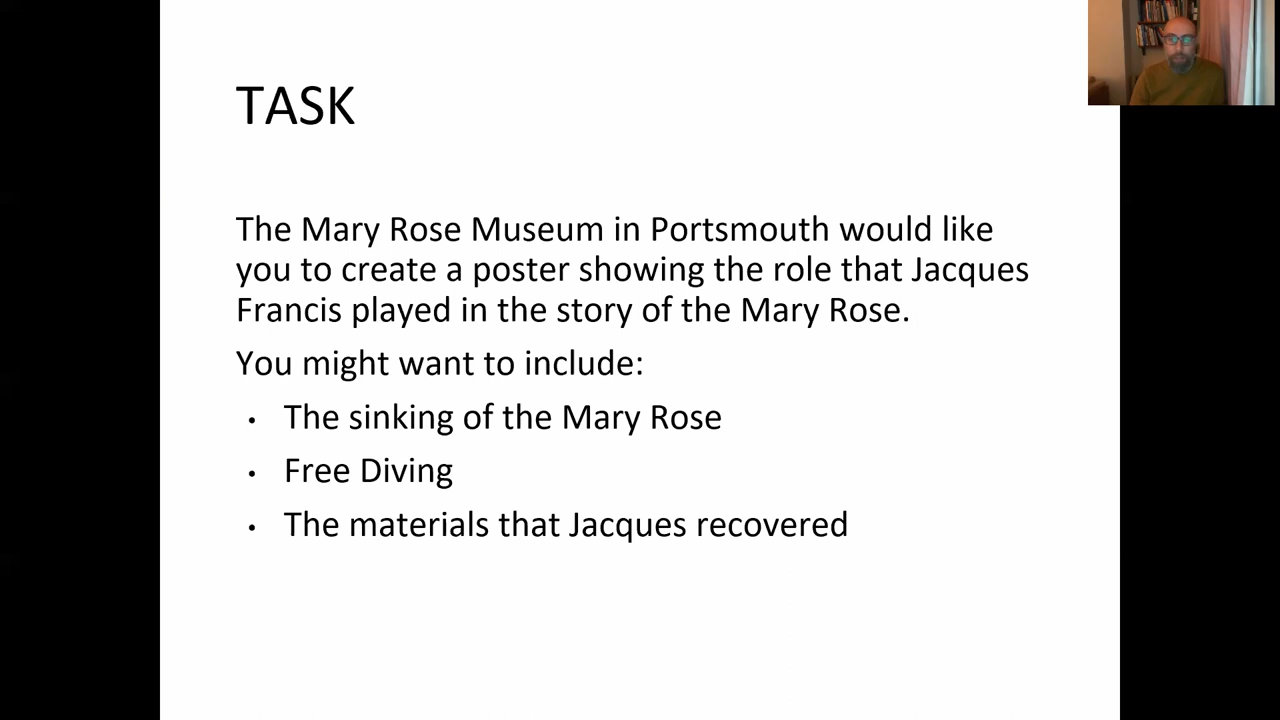 TASK
The Mary Rose Museum in Portsmouth would like
you to create a poster showing the role that Jacques
Francis played in the story of the Mary Rose.
You might want to include:
• The sinking of the Mary Rose
• Free Diving
• The materials that Jacques recovered